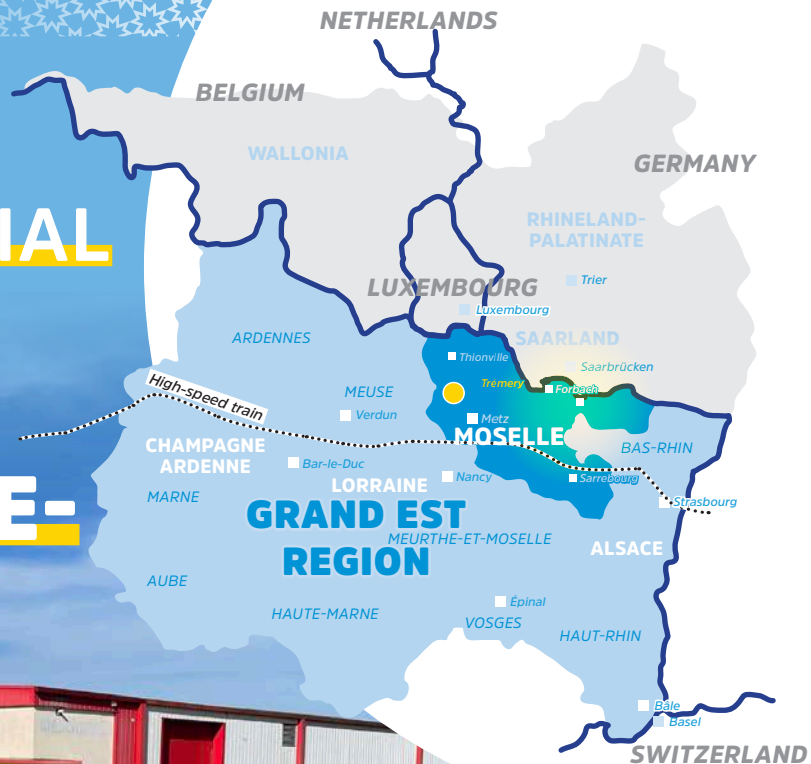 NETHERLANDS
BELGIUM
WALLONIA
GERMANY
RHINELAND-
PALATINATE
IAL
Trier
LUXEMBOURG
Luxembourg
SAARLAND
ARDENNES
Thionville
Saarbrücken
High-speed train
MEUSE
Trémery
Forbach
Verdun
Metz
MOSELLE
CHAMPAGNE
ARDENNE
BAS-RHIN
Bar-le-Duc
LORRAINE
Nancy
Sarrebourg
MARNE
Strasbourg
E-
GRAND EST
REGION
MEURTHE-ET-MOSELLE
ALSACE
AUBE
Épinal
HAUTE-MARNE
VOSGES
HAUT-RHIN
Bâle
Basel
SWITZERLAND